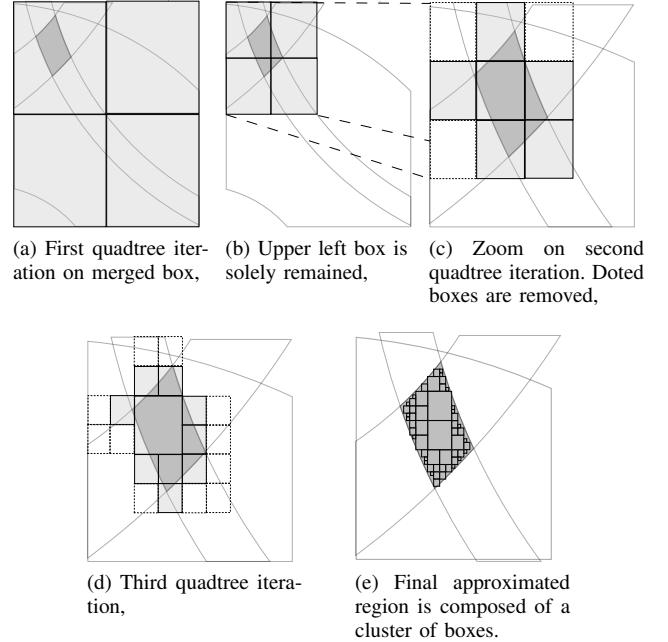 (a) First quadtree iter-
ation on merged box,
(b) Upper left box is
solely remained,
(c) Zoom on second
quadtree iteration. Doted
boxes are removed,
(d) Third quadtree itera-
tion,
(e) Final approximated
region is composed of a
cluster of boxes.